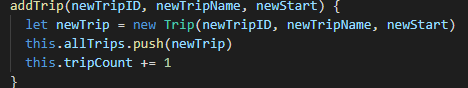 addTrip(newTripID, newTripName, newStart) {
let newTrip = new Trip(newTripID, newTripName, newStart)
this.allTrips.push(newTrip)
this.tripCount += 1
}